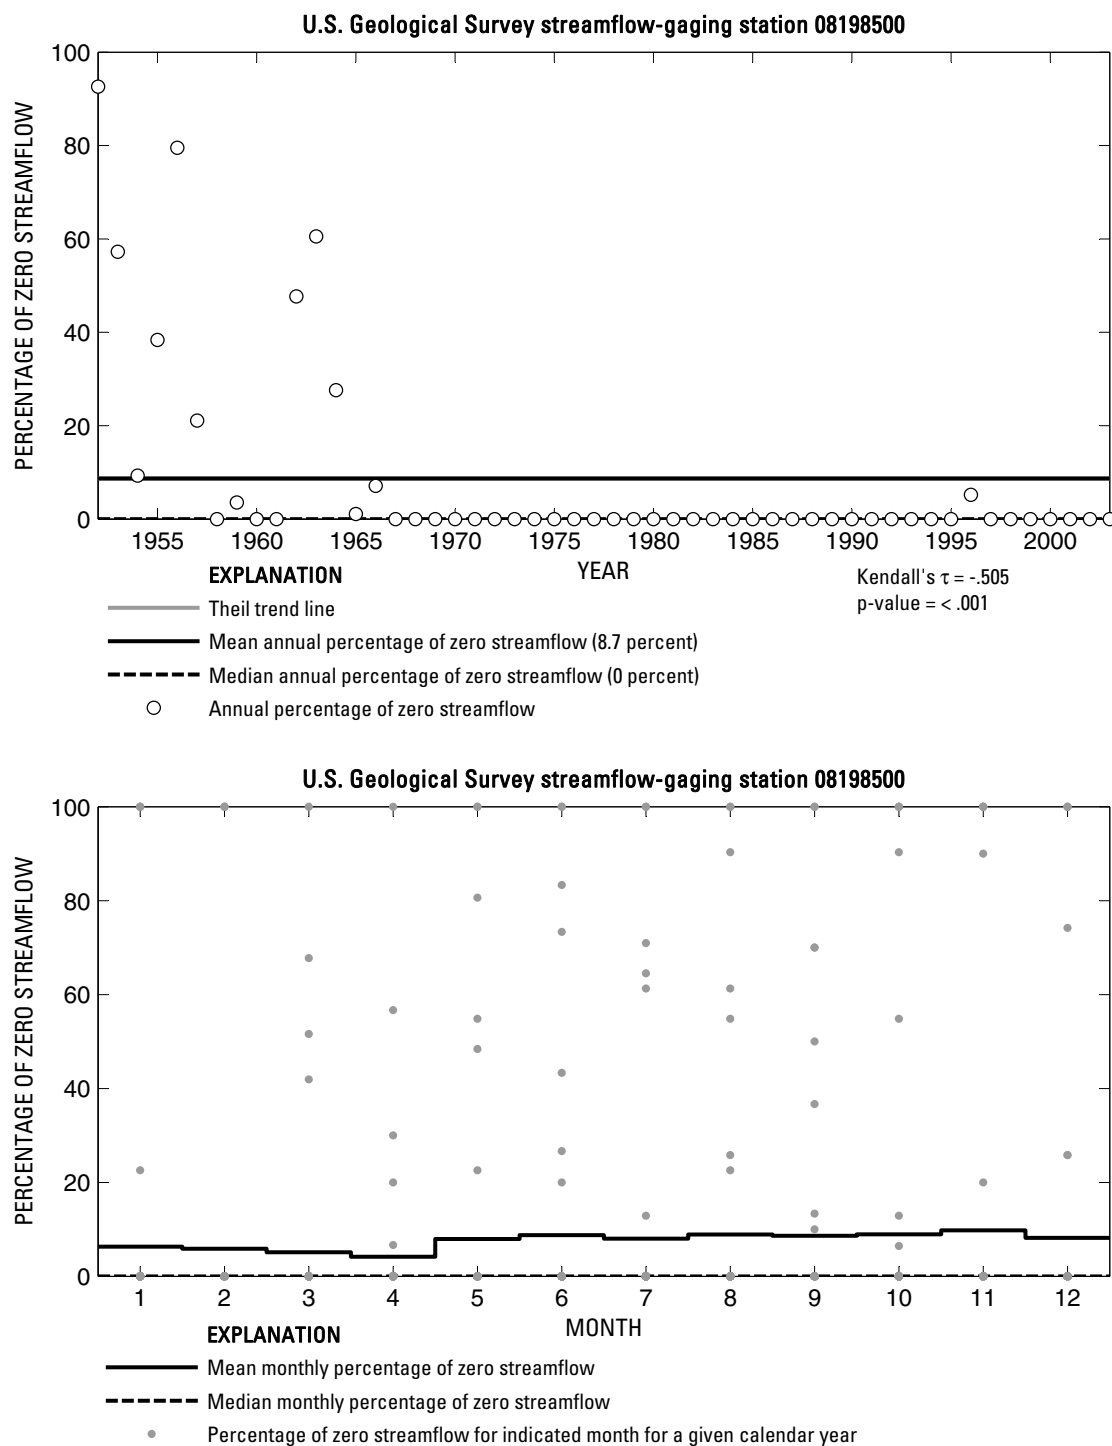 U.S. Geological Survey streamflow-gaging station 08198500
PERCENTAGE OF ZERO STREAMFLOW
100
80
60
40
20
0
1955 1960 1965 1970 1975 1980 1985 1990 1995 2000
YEAR
Kendall's τ = -.505
p-value = < .001
EXPLANATION
Theil trend line
Mean annual percentage of zero streamflow (8.7 percent)
Median annual percentage of zero streamflow (0 percent)
Annual percentage of zero streamflow
U.S. Geological Survey streamflow-gaging station 08198500
PERCENTAGE OF ZERO STREAMFLOW
100
80
60
40
20
0
1 2 3 4 5 6 7 8 9 10 11 12
MONTH
EXPLANATION
Mean monthly percentage of zero streamflow
Median monthly percentage of zero streamflow
Percentage of zero streamflow for indicated month for a given calendar year